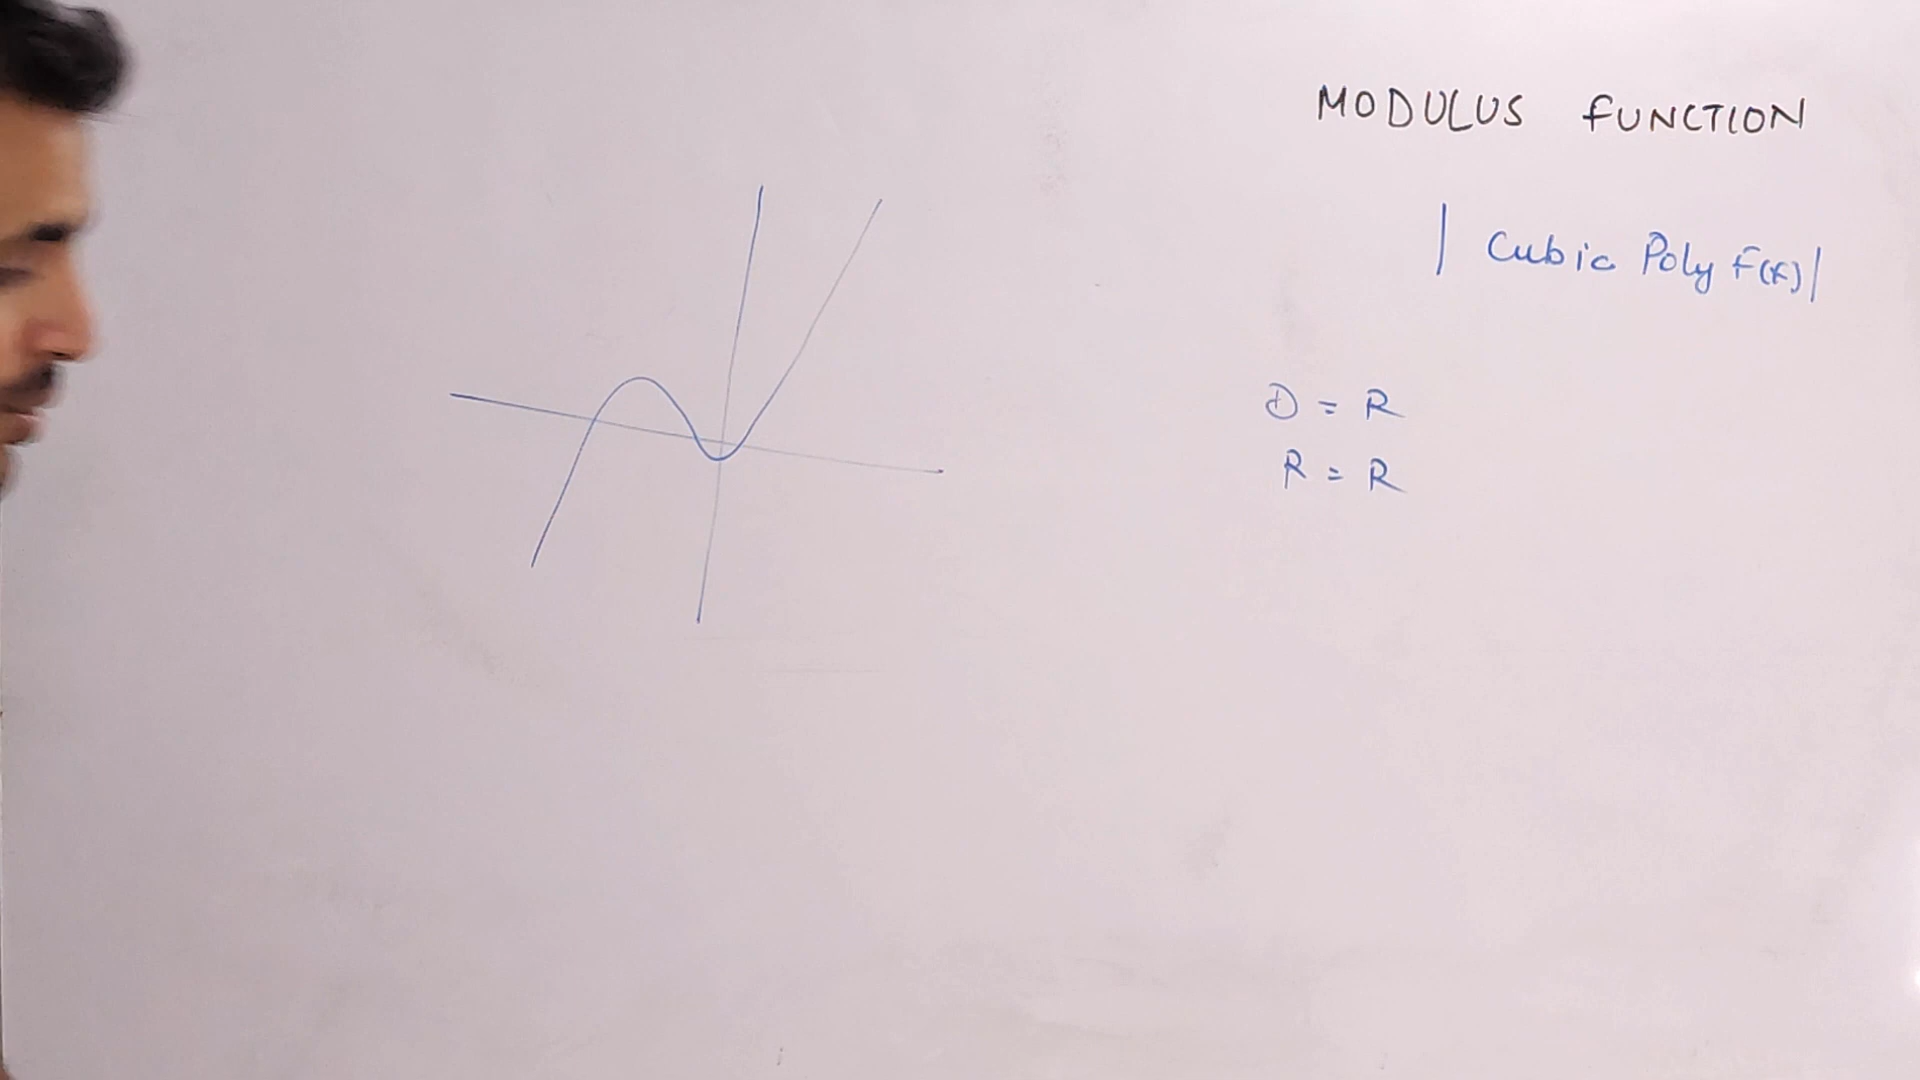 MODULUS FUNCTION
| Cubic Poly F(x)|
D = R
R = R